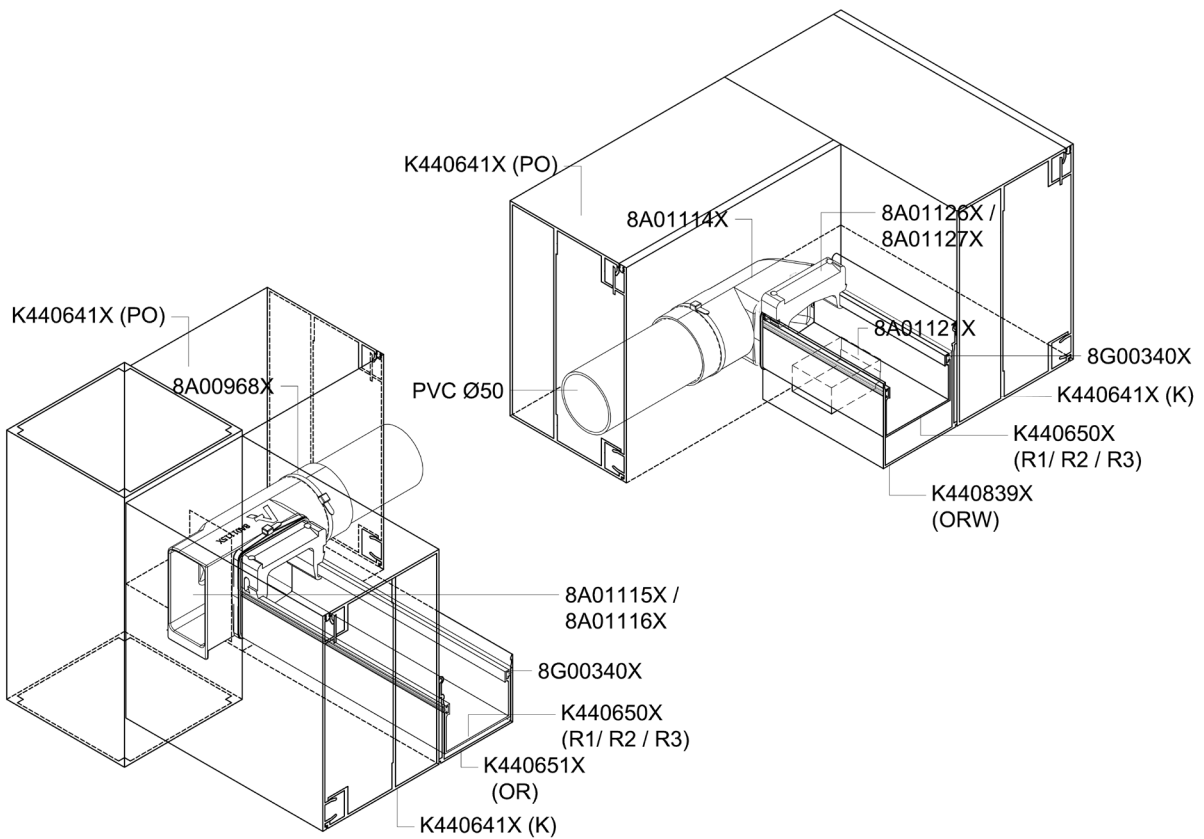 K440641X (PO)
8A01114X
8A01126X /
8A01127X
8A01121X
PVC Ø50
8G00340X
K440641X (K)
K440650X
(R1/ R2 / R3)
K440839X
(ORW)
K440641X (PO)
8A00968X
8A01115X /
8A01116X
8G00340X
K440650X
(R1/ R2 / R3)
K440651X
(OR)
K440641X (K)